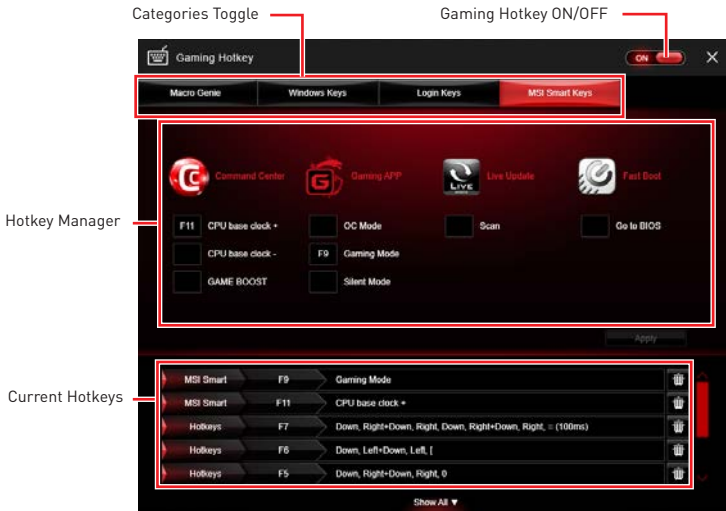 Categories Toggle Gaming Hotkey ON/OFF
Gaming Hotkey ON ×
Macro Genie Windows Keys Login Keys MSI Smart Keys
Command Center Gaming APP Live Update Fast Boot
LIVE
Hotkey Manager
F11 CPU base clock + OC Mode Scan Go to BIOS
CPU base clock - F9 Gaming Mode
GAME BOOST Silent Mode
Apply
Current Hotkeys
MSI Smart F9 Gaming Mode
MSI Smart F11 CPU base clock +
Hotkeys F7 Down, Right+Down, Right, Down, Right+Down, Right, = (100ms)
Hotkeys F6 Down, Left+Down, Left, [
Hotkeys F5 Down, Right+Down, Right, 0
Show All ▼